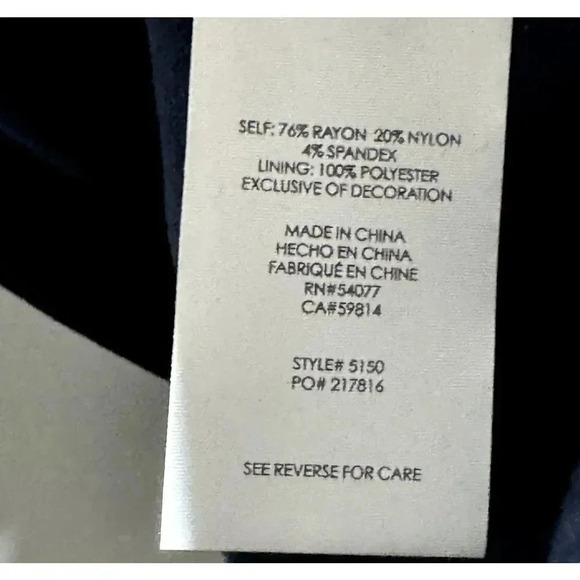 SELF: 76% RAYON 20% NYLON
4% SPANDEX
LINING: 100% POLYESTER
EXCLUSIVE OF DECORATION
MADE IN CHINA
HECHO EN CHINA
FABRIQUÉ EN CHINE
RN#54077
CA#59814
STYLE# 5150
PO# 217816
SEE REVERSE FOR CARE